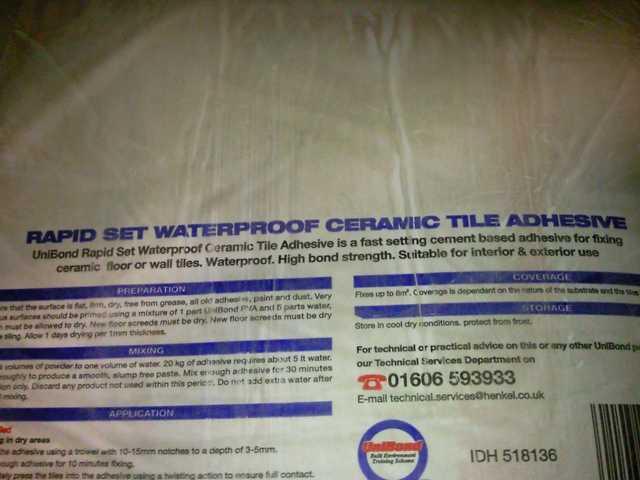 RAPID SET WATERPROOF CERAMIC TILE ADHESIVE
UniBond Rapid Set Waterproof Ceramic Tile Adhesive is a fast setting cement based adhesive for fixing
ceramic floor or wall tiles. Waterproof. High bond strength. Suitable for interior & exterior use
PREPARATION
that the surface is flat, firm, dry, free from grease, all old adhesive, paint and dust. Very
surfaces should be primed using a mixture of 1 part UniBond PVA and 5 parts water,
must be allowed to dry. New floor screeds must be dry. New floor screeds must be dry
tiling. Allow 1 days drying per 1mm thickness.
MIXING
volumes of powder to one volume of water. 20 kg of adhesive requires about 5 lt water.
to produce a smooth, slump free paste. Mix enough adhesive for 30 minutes
only. Discard any product not used within this period. Do not add extra water after
mixing.
APPLICATION
in dry areas
the adhesive using a trowel with 10-15mm notches to a depth of 3-5mm.
adhesive for 10 minutes fixing.
press the tiles into the adhesive using a twisting action to ensure full contact.
COVERAGE
Fixes up to 8m². Coverage is dependent on the nature of the substrate and the tiles
STORAGE
Store in cool dry conditions. protect from frost.
For technical or practical advice on this or any other UniBond
our Technical Services Department on
☎01606 593933
E-mail technical.services@henkel.co.uk
UniBond
Built Environment
Training Scheme
IDH 518136